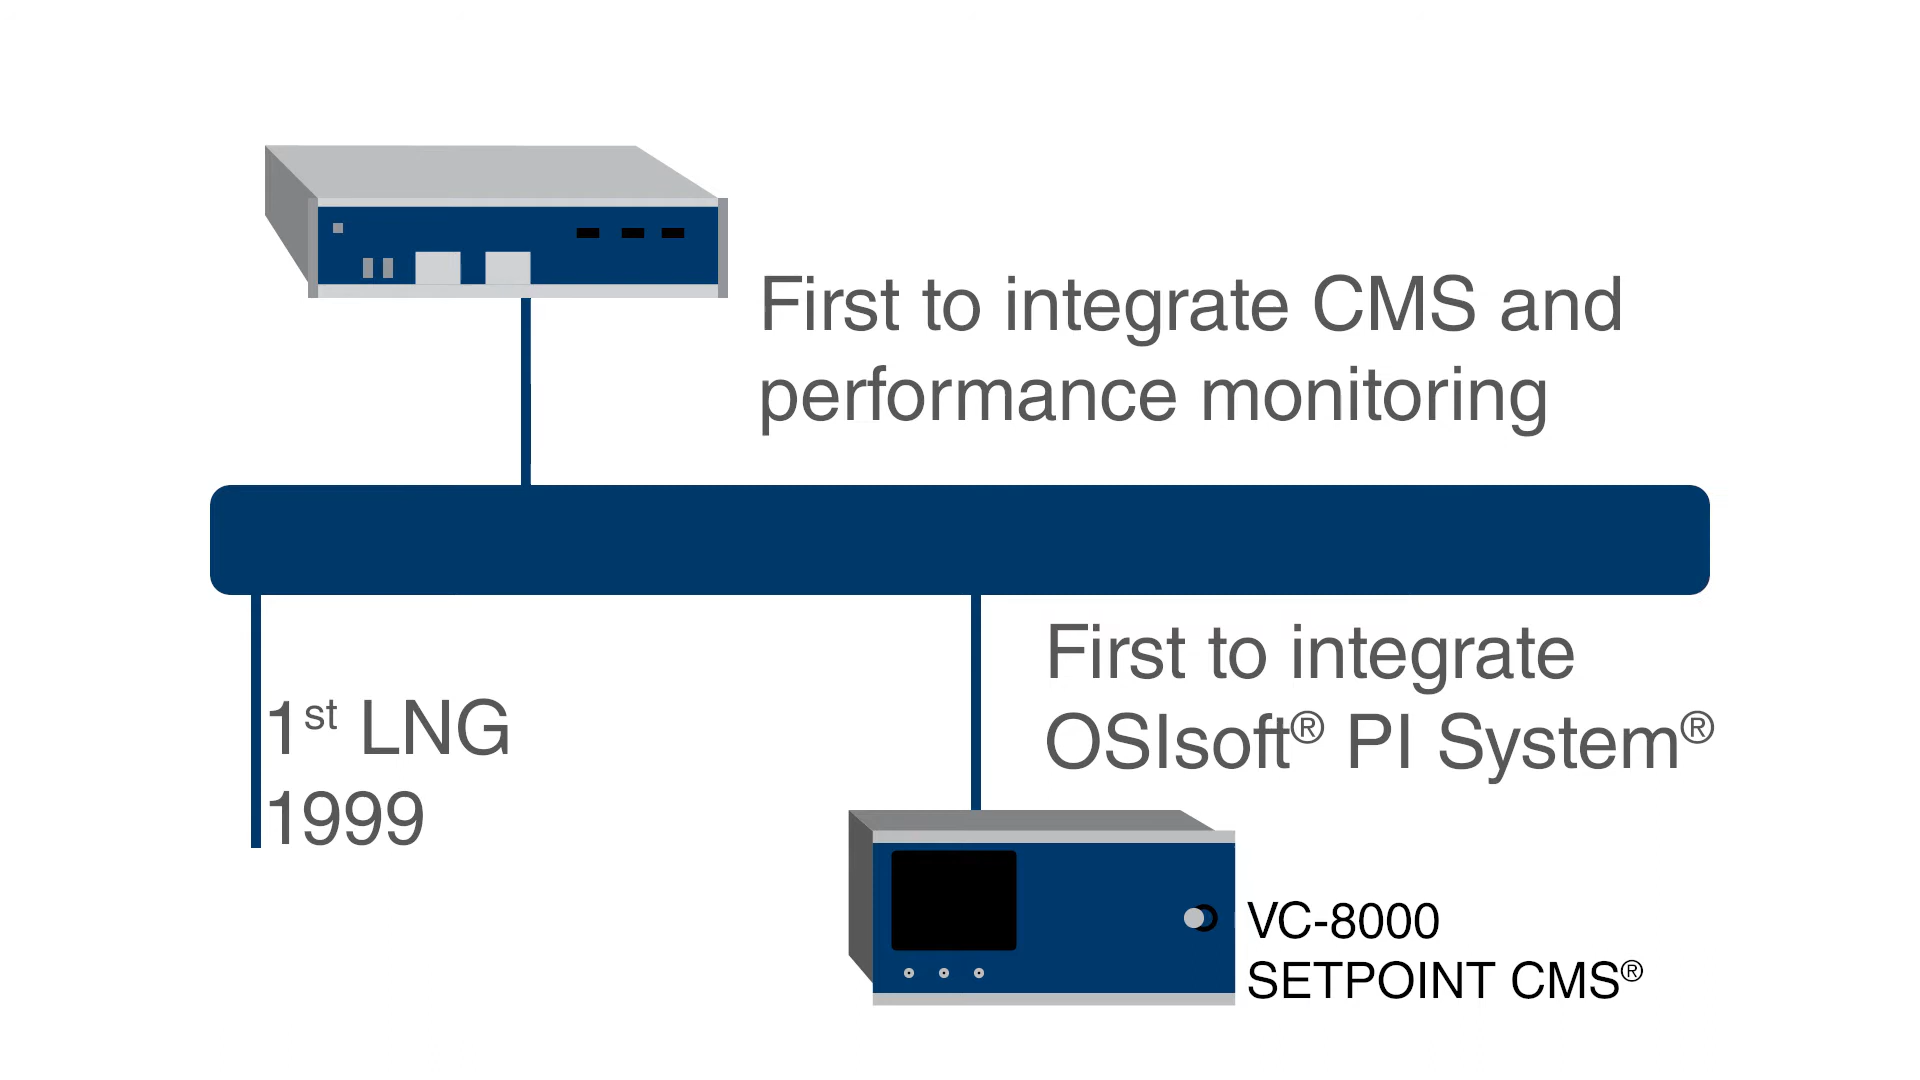 First to integrate CMS and
performance monitoring
1st LNG
1999
First to integrate
OSIsoft® PI System®
VC-8000
SETPOINT CMS®